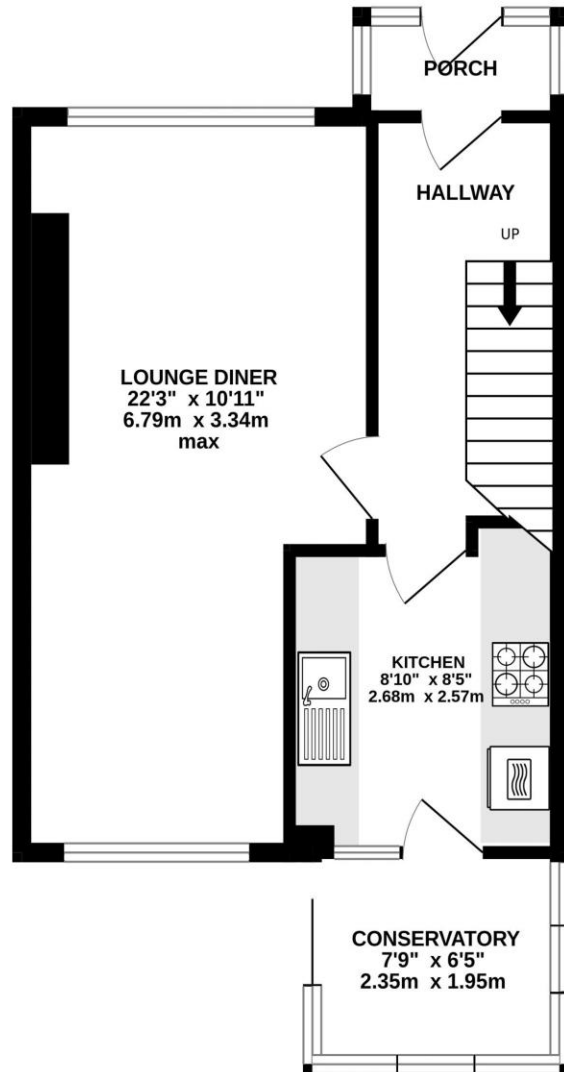 PORCH
HALLWAY
UP
LOUNGE DINER
22'3" x 10'11"
6.79m x 3.34m
max
KITCHEN
8'10" x 8'5"
2.68m x 2.57m
CONSERVATORY
7'9" x 6'5"
2.35m x 1.95m